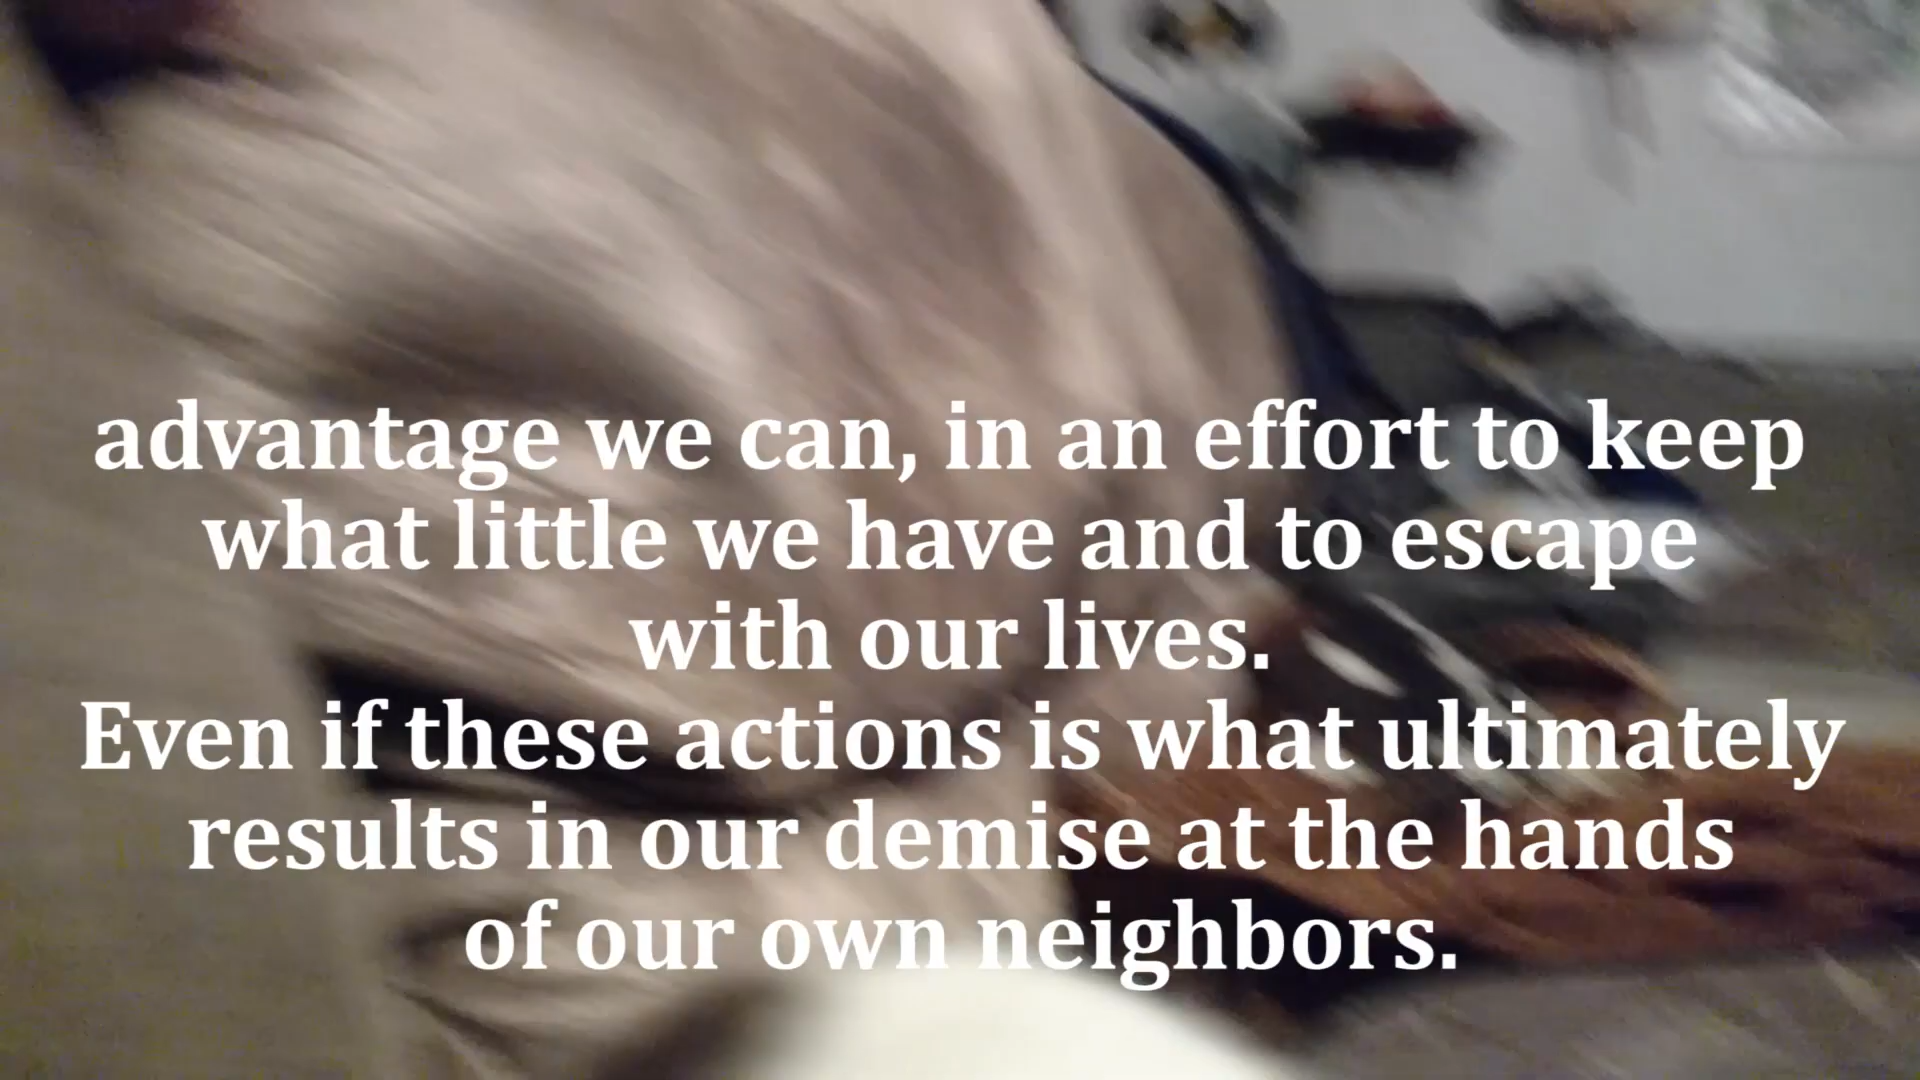 advantage we can, in an effort to keep
what little we have and to escape
with our lives.
Even if these actions is what ultimately
results in our demise at the hands
of our own neighbors.